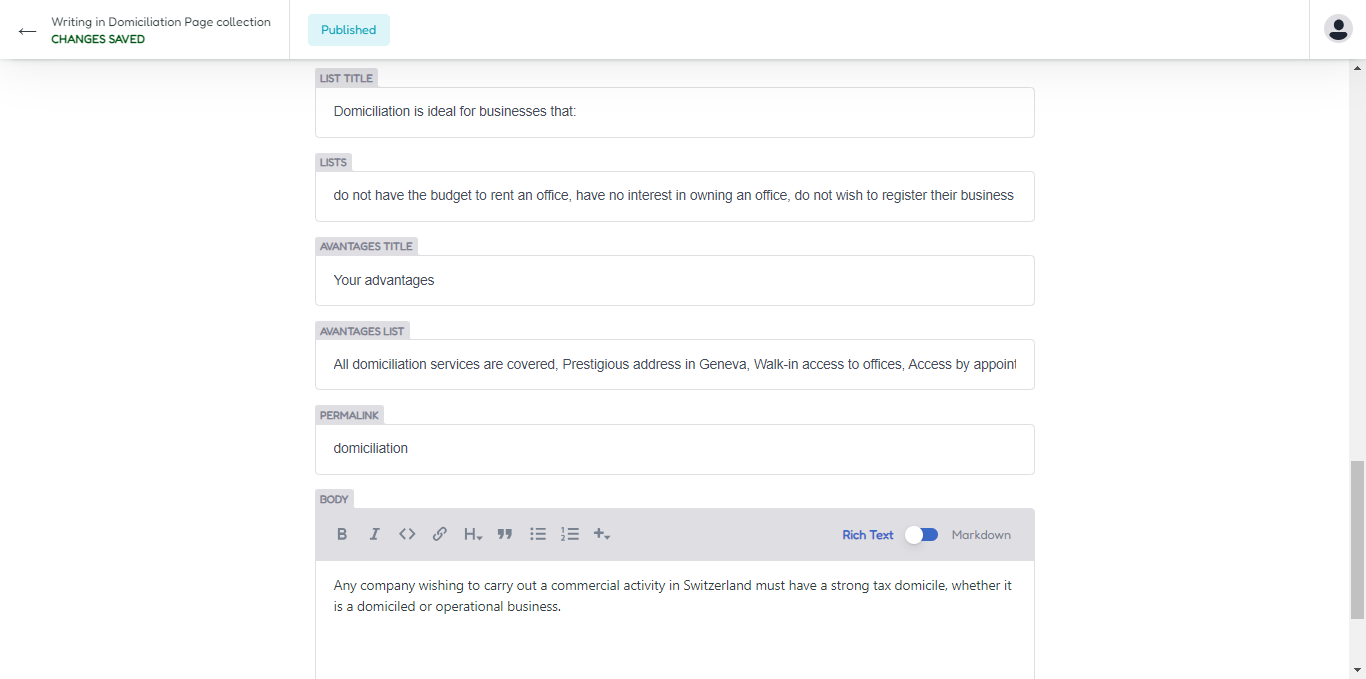 Writing in Domiciliation Page collection
CHANGES SAVED
Published
LIST TITLE
Domiciliation is ideal for businesses that:
LISTS
do not have the budget to rent an office, have no interest in owning an office, do not wish to register their business
AVANTAGES TITLE
Your advantages
AVANTAGES LIST
All domiciliation services are covered, Prestigious address in Geneva, Walk-in access to offices, Access by appoint
PERMALINK
domiciliation
BODY
B I <> H Rich Text Markdown
Any company wishing to carry out a commercial activity in Switzerland must have a strong tax domicile, whether it
is a domiciled or operational business.